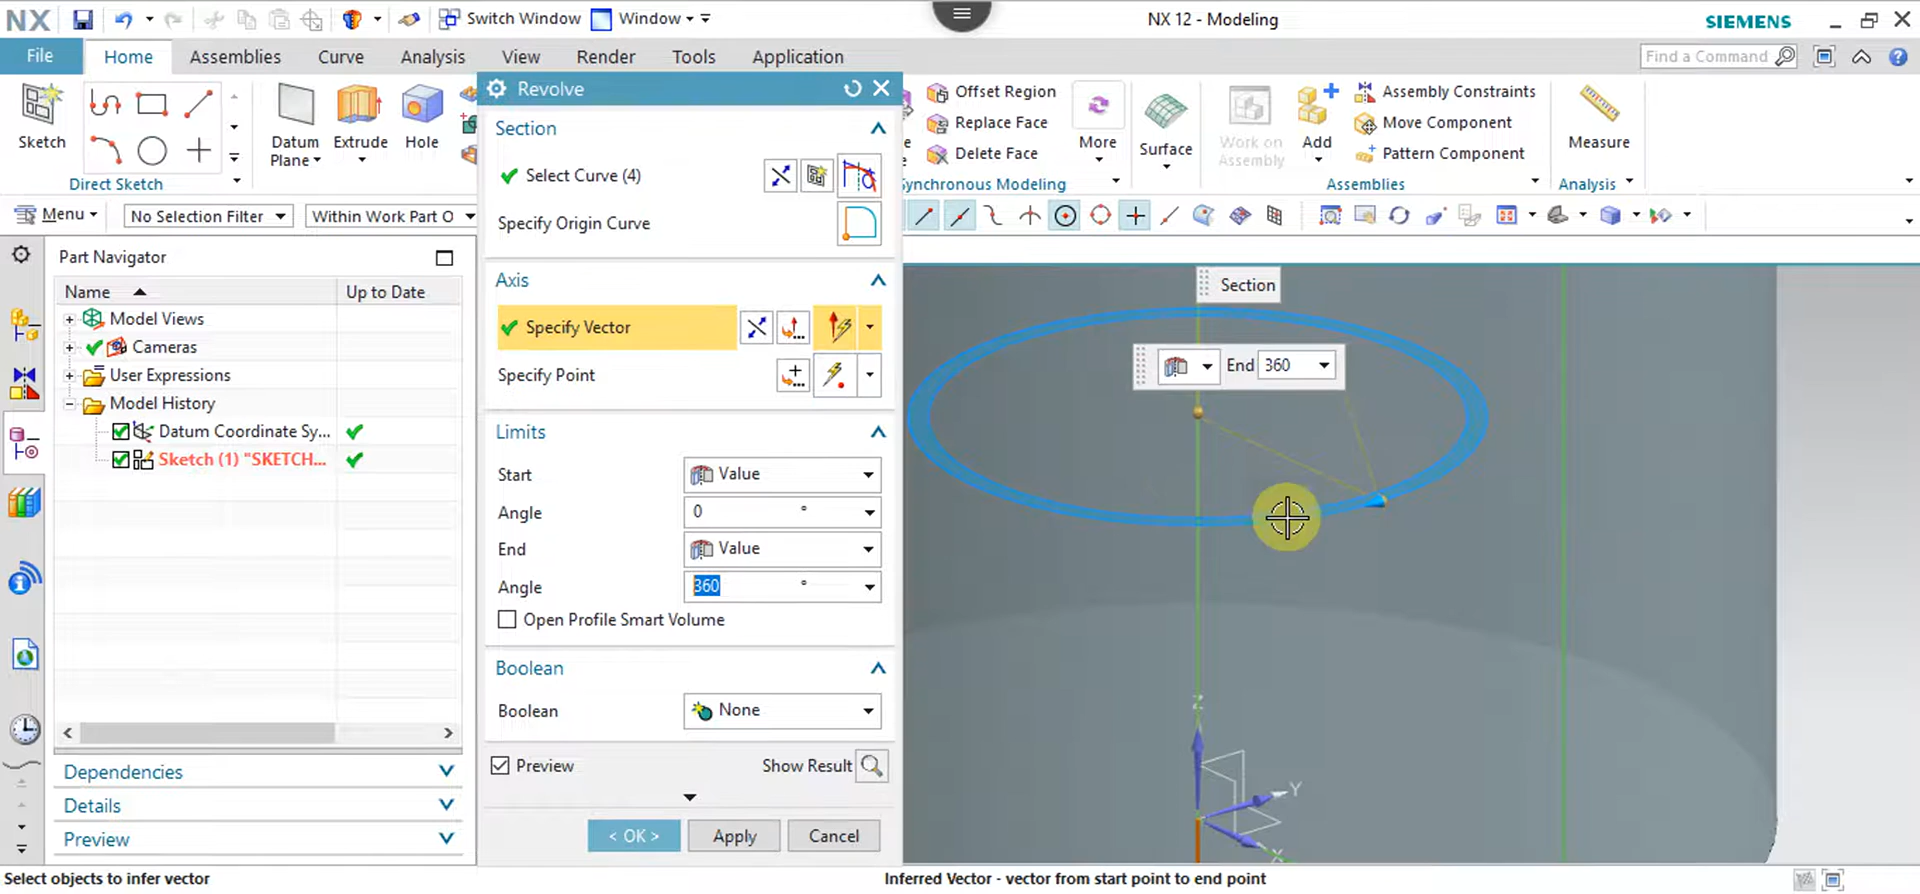 NX
Switch Window
Window
NX 12 - Modeling
SIEMENS
File
Home
Assemblies
Curve
Analysis
View
Render
Tools
Application
Find a Command
Sketch
Direct Sketch
Datum
Plane
Extrude
Hole
Revolve
Offset Region
Replace Face
Delete Face
Synchronous Modeling
More
Surface
Work on
Assembly
Add
Assembly Constraints
Move Component
Pattern Component
Assemblies
Measure
Analysis
Menu
No Selection Filter
Within Work Part O
Part Navigator
Name
Up to Date
Model Views
Cameras
User Expressions
Model History
Datum Coordinate Sy...
Sketch (1) "SKETCH...
Dependencies
Details
Preview
Section
Select Curve (4)
Specify Origin Curve
Axis
Specify Vector
Specify Point
Limits
Start
Value
Angle
0
°
End
Value
Angle
360
°
Open Profile Smart Volume
Boolean
Boolean
None
Preview
Show Result
< OK >
Apply
Cancel
Section
End 360
Z
Y
X
Select objects to infer vector
Inferred Vector - vector from start point to end point